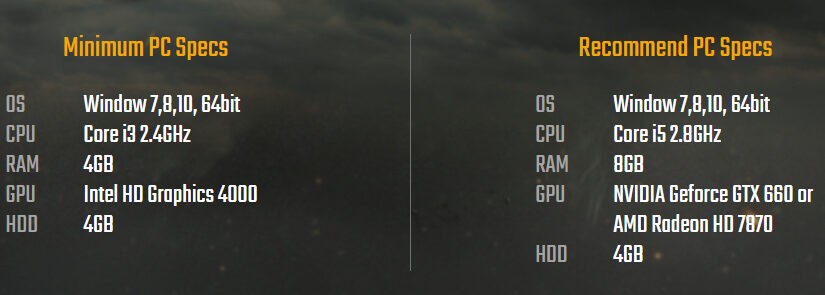 Minimum PC Specs
OS Window 7,8,10, 64bit
CPU Core i3 2.4GHz
RAM 4GB
GPU Intel HD Graphics 4000
HDD 4GB
Recommend PC Specs
OS Window 7,8,10, 64bit
CPU Core i5 2.8GHz
RAM 8GB
GPU NVIDIA Geforce GTX 660 or
AMD Radeon HD 7870
HDD 4GB